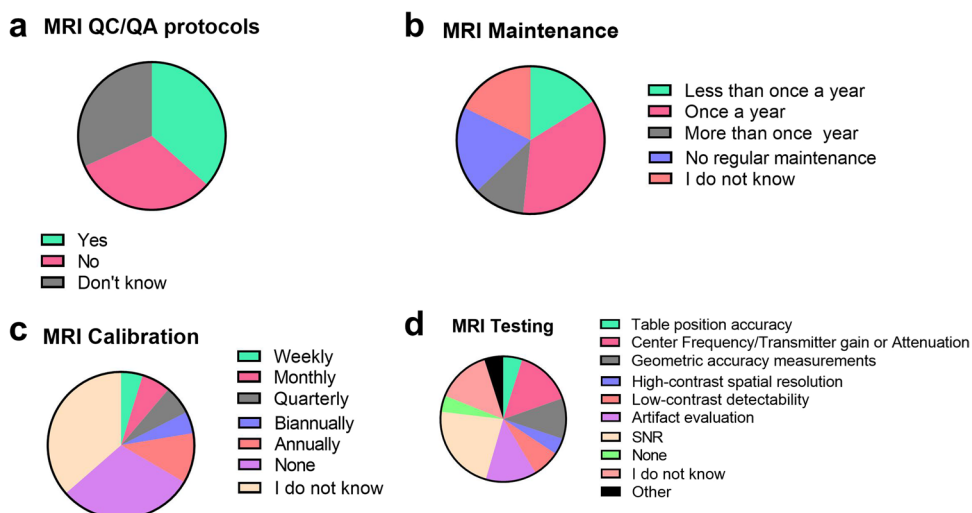 a MRI QC/QA protocols
Yes
No
Don't know
b MRI Maintenance
Less than once a year
Once a year
More than once  year
No regular maintenance
I do not know
c MRI Calibration
Weekly
Monthly
Quarterly
Biannually
Annually
None
I do not know
d MRI Testing
Table position accuracy
Center Frequency/Transmitter gain or Attenuation
Geometric accuracy measurements
High-contrast spatial resolution
Low-contrast detectability
Artifact evaluation
SNR
None
I do not know
Other